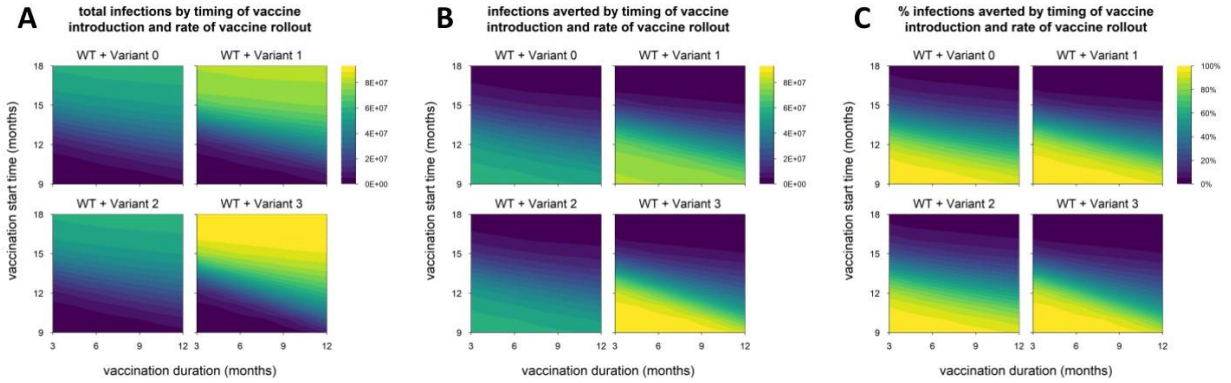 A
total infections by timing of vaccine
introduction and rate of vaccine rollout
WT + Variant 0
WT + Variant 1
18
15
12
9
8E+07
6E+07
4E+07
2E+07
0E+00
WT + Variant 2
WT + Variant 3
18
15
12
9
3
6
9
12
3
6
9
12
vaccination start time (months)
vaccination duration (months)
B
infections averted by timing of vaccine
introduction and rate of vaccine rollout
WT + Variant 0
WT + Variant 1
18
15
12
9
8E+07
6E+07
4E+07
2E+07
0E+00
WT + Variant 2
WT + Variant 3
18
15
12
9
3
6
9
12
3
6
9
12
vaccination start time (months)
vaccination duration (months)
C
% infections averted by timing of vaccine
introduction and rate of vaccine rollout
WT + Variant 0
WT + Variant 1
18
15
12
9
100%
80%
60%
40%
20%
0%
WT + Variant 2
WT + Variant 3
18
15
12
9
3
6
9
12
3
6
9
12
vaccination start time (months)
vaccination duration (months)